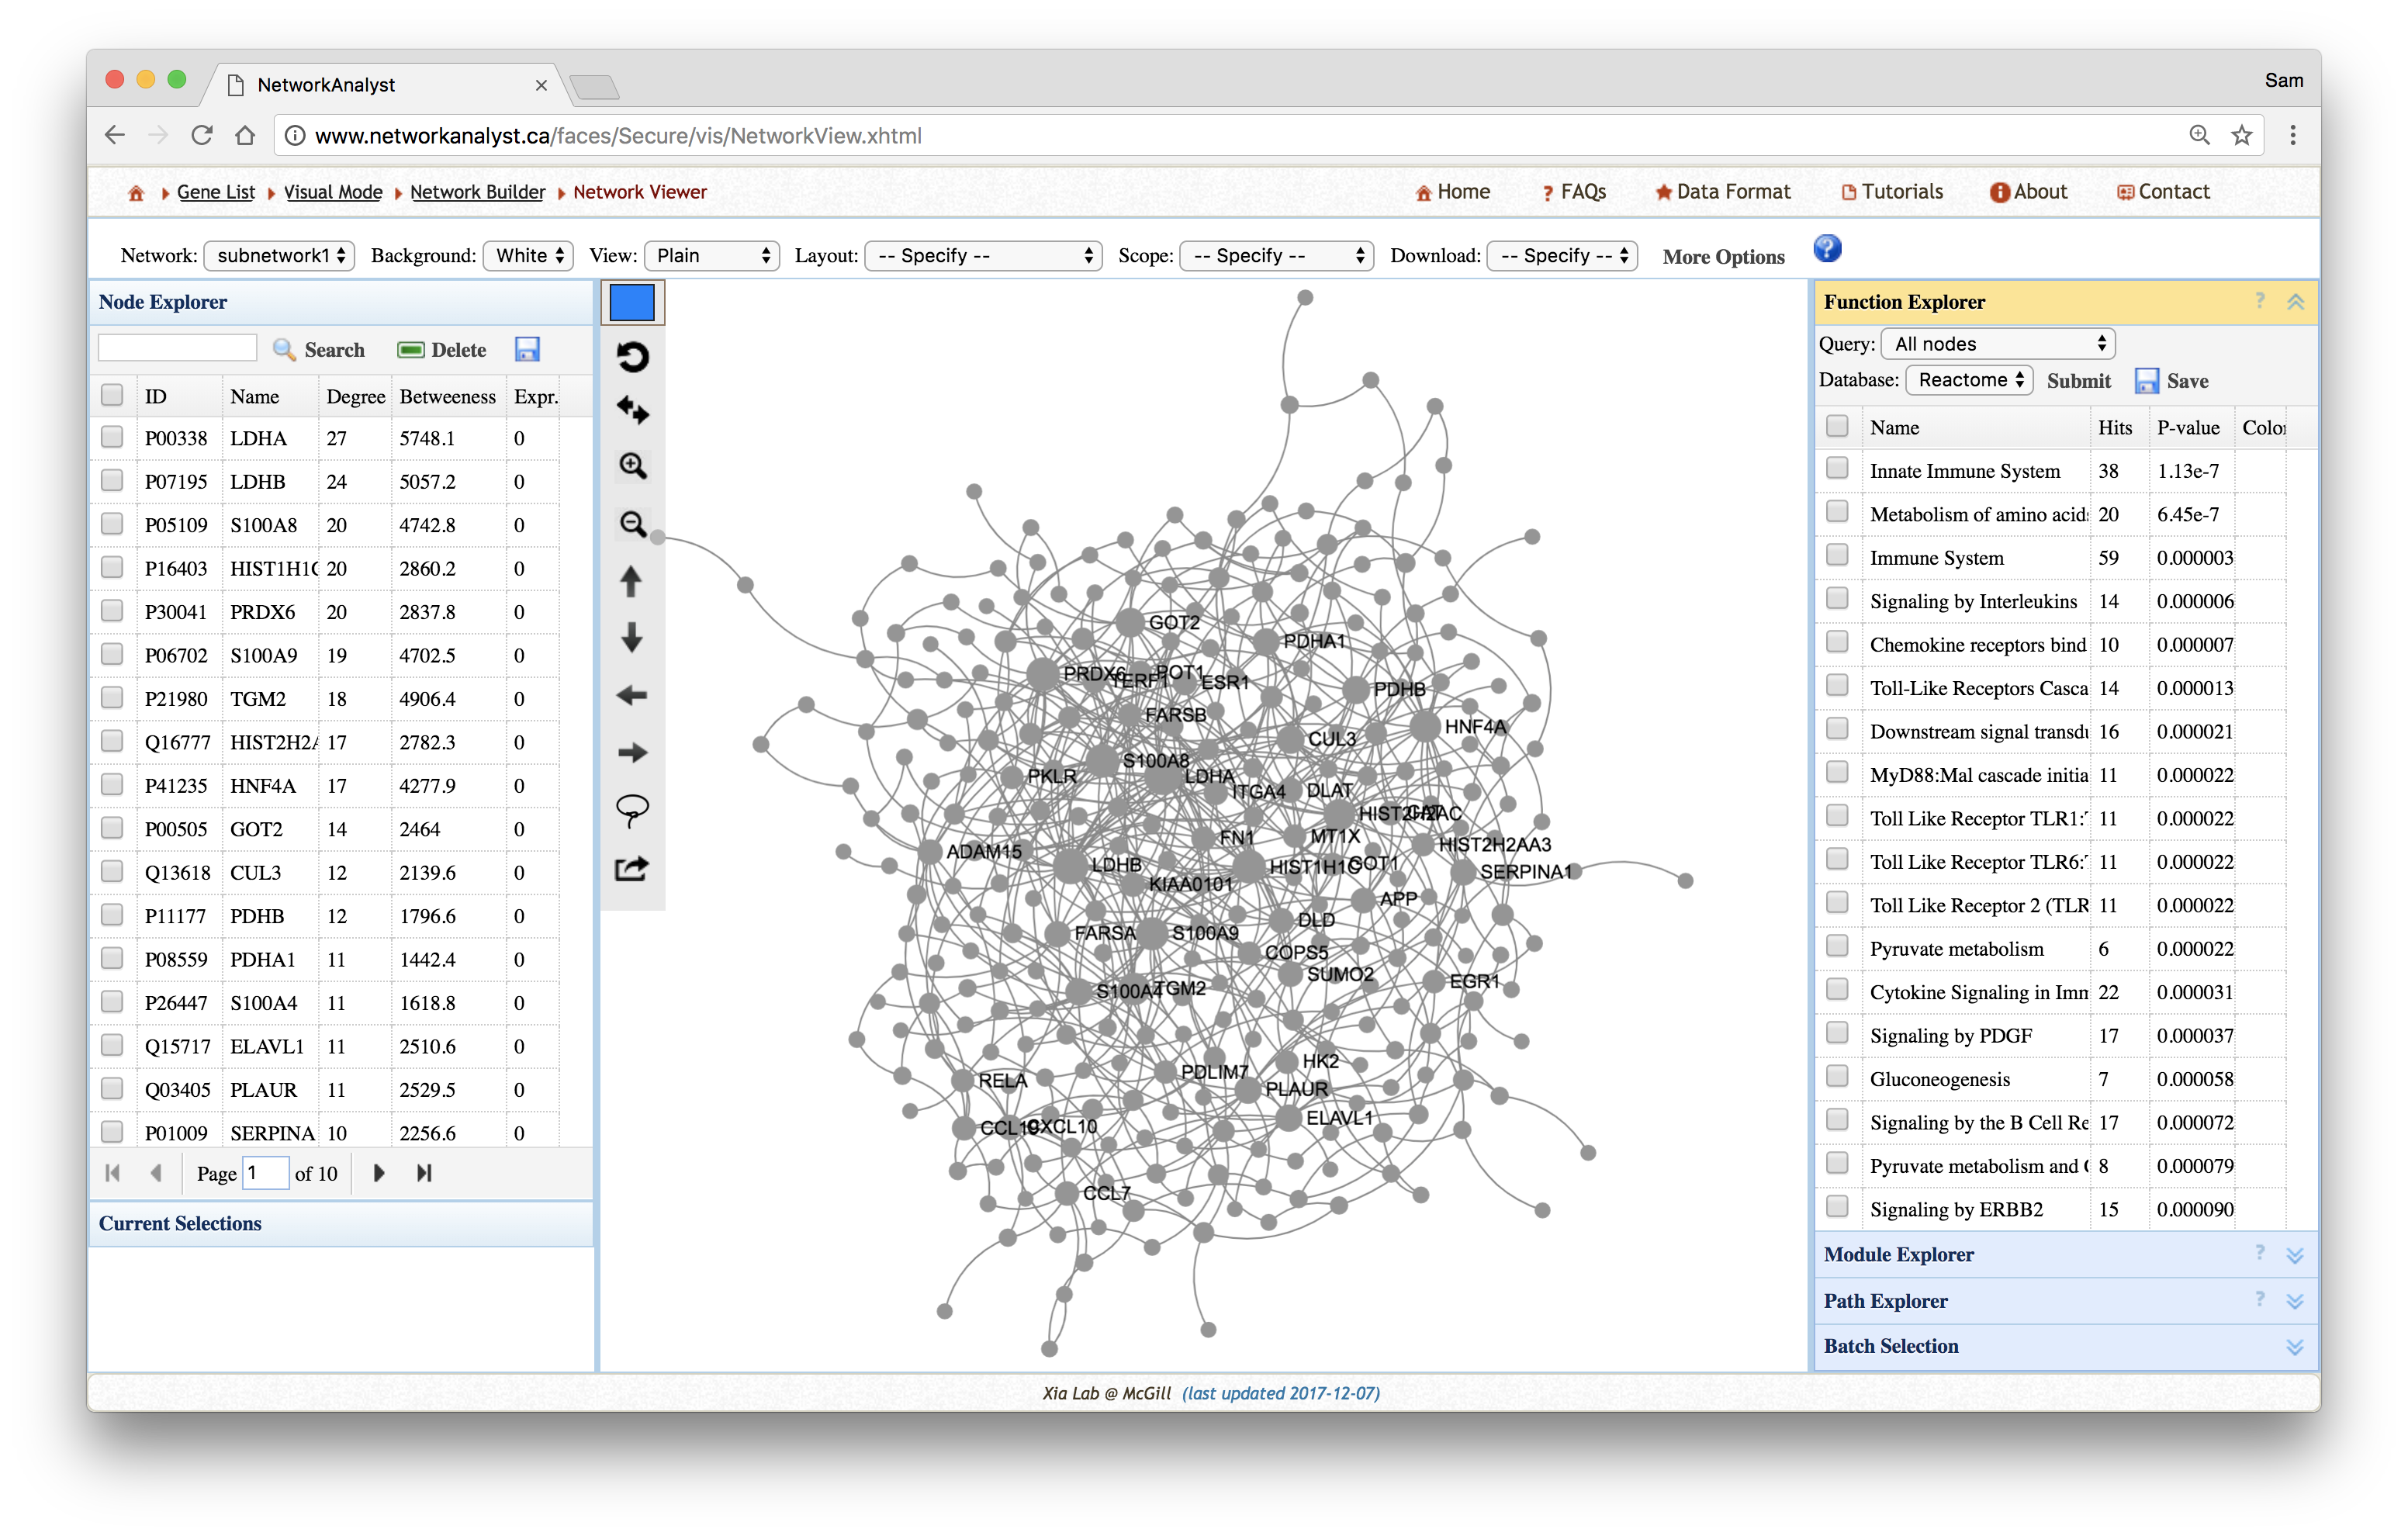 NetworkAnalyst
Sam
www.networkanalyst.ca/faces/Secure/vis/NetworkView.xhtml
Gene List Visual Mode Network Builder Network Viewer Home FAQs Data Format Tutorials About Contact
Network: subnetwork1 Background: White View: Plain Layout: -- Specify -- Scope: -- Specify -- Download: -- Specify -- More Options
Node Explorer
Search Delete
ID Name Degree Betweeness Expr.
P00338 LDHA 27 5748.1 0
P07195 LDHB 24 5057.2 0
P05109 S100A8 20 4742.8 0
P16403 HIST1H1C 20 2860.2 0
P30041 PRDX6 20 2837.8 0
P06702 S100A9 19 4702.5 0
P21980 TGM2 18 4906.4 0
Q16777 HIST2H2A 17 2782.3 0
P41235 HNF4A 17 4277.9 0
P00505 GOT2 14 2464 0
Q13618 CUL3 12 2139.6 0
P11177 PDHB 12 1796.6 0
P08559 PDHA1 11 1442.4 0
P26447 S100A4 11 1618.8 0
Q15717 ELAVL1 11 2510.6 0
Q03405 PLAUR 11 2529.5 0
P01009 SERPINA 10 2256.6 0
Page 1 of 10
Current Selections
GOT2
PDHA1
PRDX6
TERF1
POT1
ESR1
PDHB
FARSB
HNF4A
CUL3
S100A8
PKLR
LDHA
ITGA4
DLAT
HIST2H2AC
FN1
MT1X
HIST2H2AA3
ADAM15
LDHB
HIST1H1C
GOT1
SERPINA1
KIAA0101
APP
DLD
FARSA
S100A9
COPS5
SUMO2
EGR1
S100A4
TGM2
HK2
PDLIM7
RELA
PLAUR
ELAVL1
CXCL10
CCL7
Function Explorer ?
Query: All nodes
Database: Reactome Submit Save
Name Hits P-value Color
Innate Immune System 38 1.13e-7
Metabolism of amino acids 20 6.45e-7
Immune System 59 0.000003
Signaling by Interleukins 14 0.000006
Chemokine receptors bind 10 0.000007
Toll-Like Receptors Casca 14 0.000013
Downstream signal transdu 16 0.000021
MyD88:Mal cascade initia 11 0.000022
Toll Like Receptor TLR1: 11 0.000022
Toll Like Receptor TLR6: 11 0.000022
Toll Like Receptor 2 (TLR 11 0.000022
Pyruvate metabolism 6 0.000022
Cytokine Signaling in Imm 22 0.000031
Signaling by PDGF 17 0.000037
Gluconeogenesis 7 0.000058
Signaling by the B Cell Re 17 0.000072
Pyruvate metabolism and 8 0.000079
Signaling by ERBB2 15 0.000090
Module Explorer ?
Path Explorer ?
Batch Selection
Xia Lab @ McGill (last updated 2017-12-07)